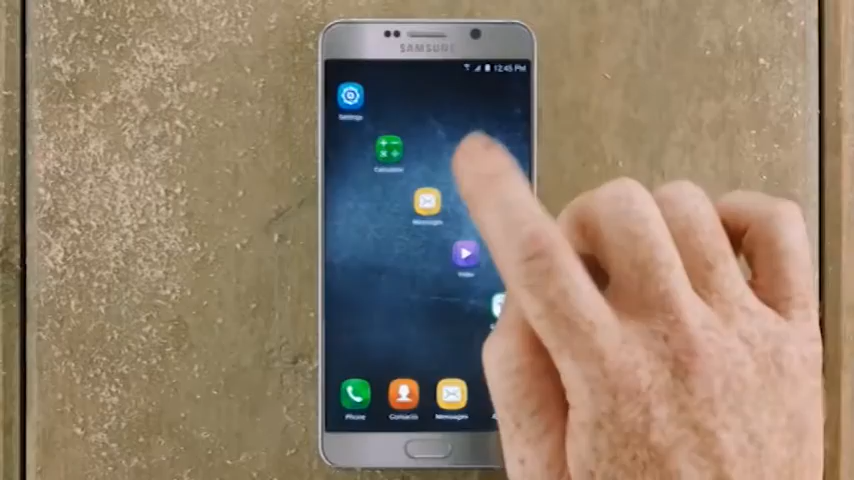 SAMSUNG
12:45 PM
Settings
Calculator
Messages
Video
Phone
Contacts
Messages